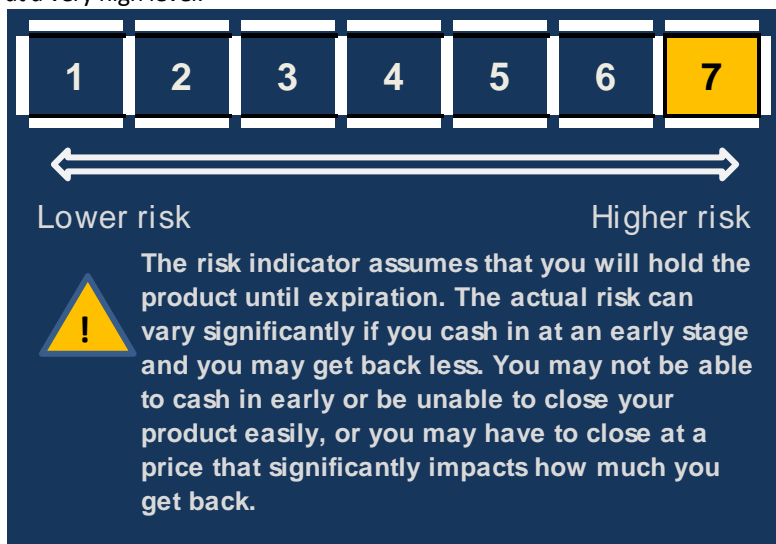 at a very high level.
1 2 3 4 5 6 7
Lower risk Higher risk
The risk indicator assumes that you will hold the
product until expiration. The actual risk can
! vary significantly if you cash in at an early stage
and you may get back less. You may not be able
to cash in early or be unable to close your
product easily, or you may have to close at a
price that significantly impacts how much you
get back.